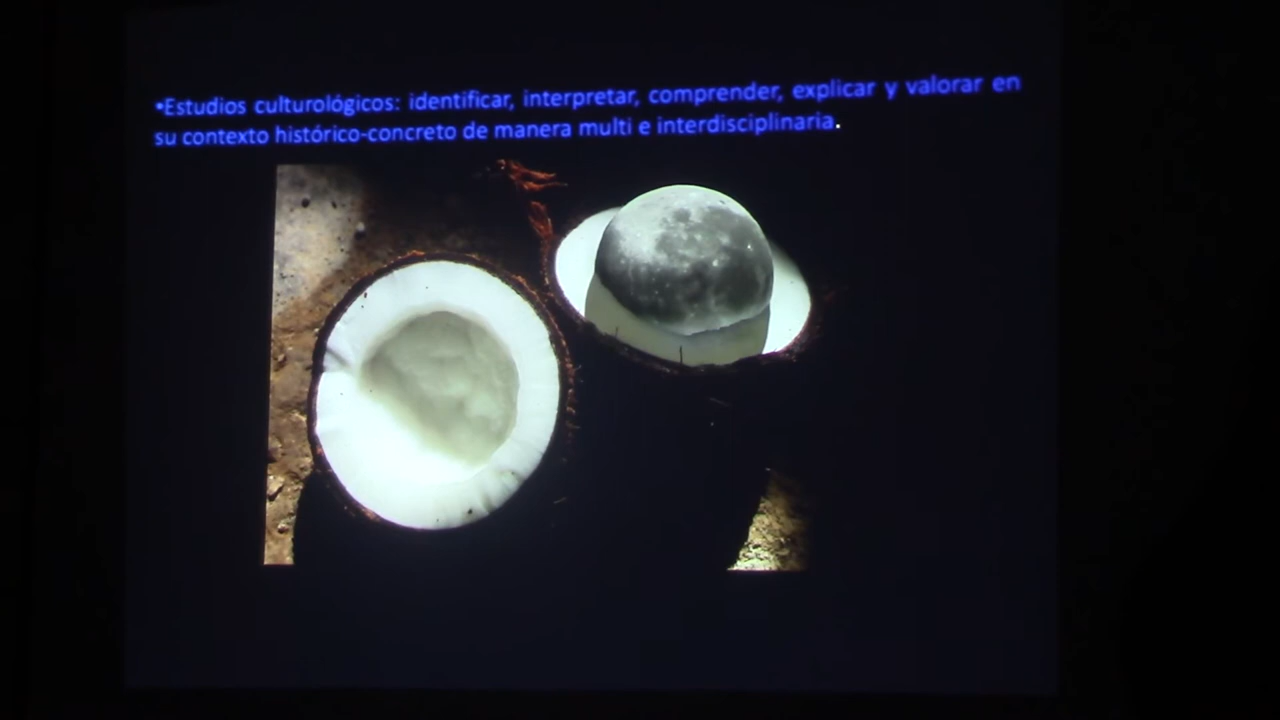 •Estudios culturológicos: identificar, interpretar, comprender, explicar y valorar en
su contexto histórico-concreto de manera multi e interdisciplinaria.